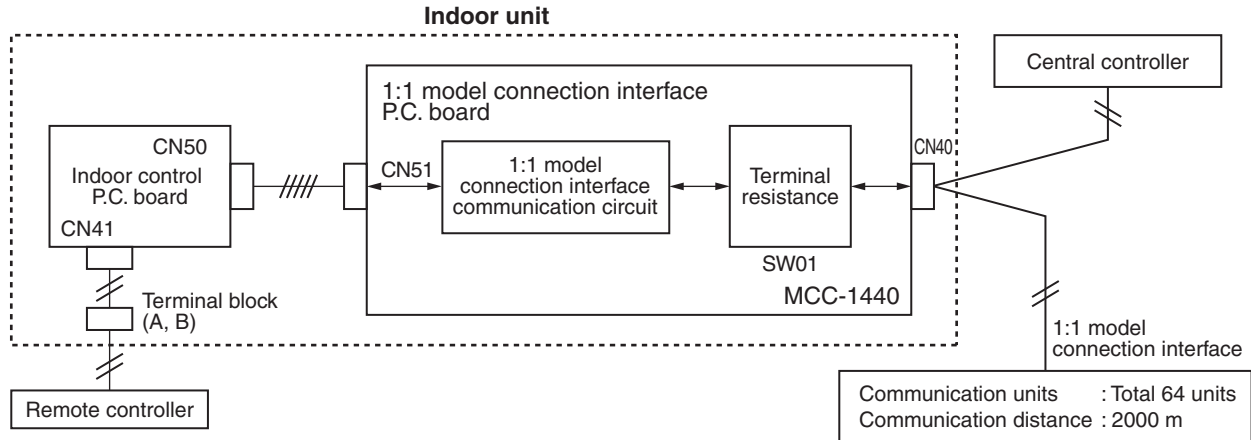 Indoor unit
Central controller
1:1 model connection interface
P.C. board
CN50
Indoor control
P.C. board
CN41
CN51
1:1 model
connection interface
communication circuit
Terminal
resistance
CN40
SW01
MCC-1440
Terminal block
(A, B)
Remote controller
1:1 model
connection interface
Communication units : Total 64 units
Communication distance : 2000 m